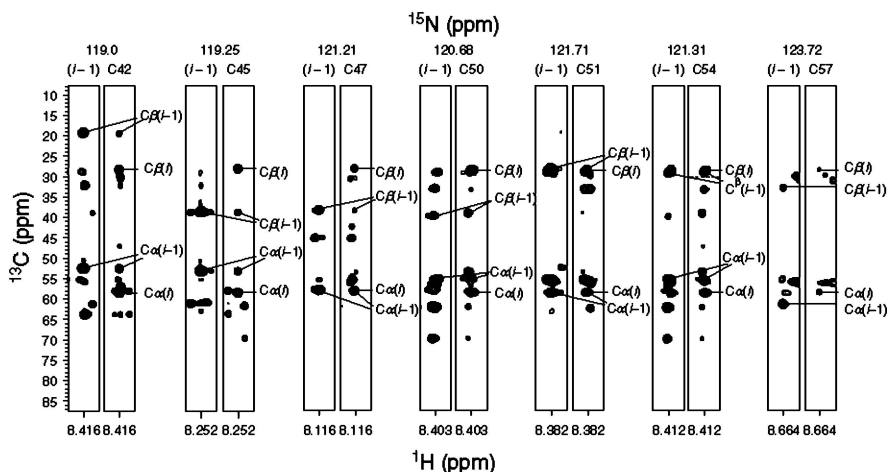 15N (ppm)
119.0 119.25 121.21 120.68 121.71 121.31 123.72
(i−1) C42 (i−1) C45 (i−1) C47 (i−1) C50 (i−1) C51 (i−1) C54 (i−1) C57
13C (ppm)
10
15
20
25
30
35
40
45
50
55
60
65
70
75
80
85
Cβ(i−1)
Cβ(i)
Cα(i−1)
Cα(i)
Cβ(i)
Cβ(i−1)
Cα(i−1)
Cα(i)
Cβ(i)
Cβ(i−1)
Cα(i)
Cα(i−1)
Cβ(i)
Cβ(i−1)
Cα(i−1)
Cα(i)
Cβ(i−1)
Cβ(i)
Cα(i)
Cα(i−1)
Cβ(i)
Cβ(i−1)
Cα(i−1)
Cα(i)
Cβ(i)
Cβ(i−1)
Cα(i)
Cα(i−1)
8.416 8.416 8.252 8.252 8.116 8.116 8.403 8.403 8.382 8.382 8.412 8.412 8.664 8.664
1H (ppm)